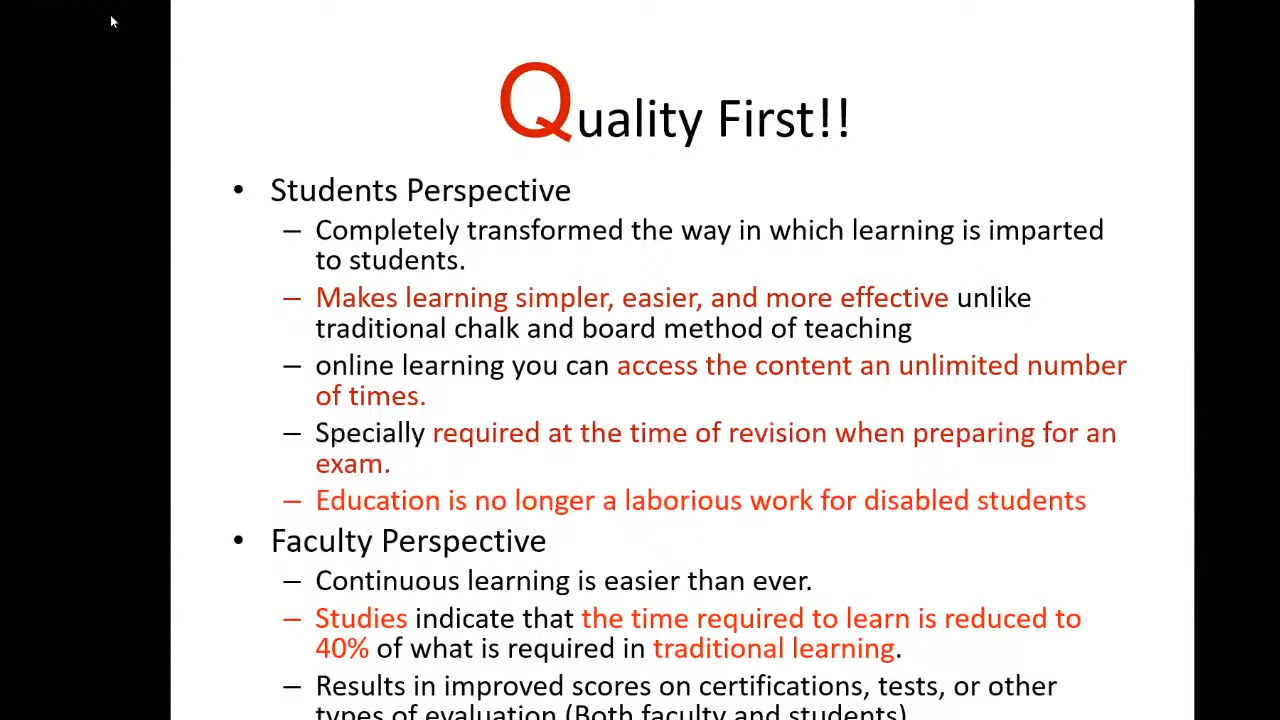 Quality First!!
• Students Perspective
– Completely transformed the way in which learning is imparted
to students.
– Makes learning simpler, easier, and more effective unlike
traditional chalk and board method of teaching
– online learning you can access the content an unlimited number
of times.
– Specially required at the time of revision when preparing for an
exam.
– Education is no longer a laborious work for disabled students
• Faculty Perspective
– Continuous learning is easier than ever.
– Studies indicate that the time required to learn is reduced to
40% of what is required in traditional learning.
– Results in improved scores on certifications, tests, or other
types of evaluation (Both faculty and students)